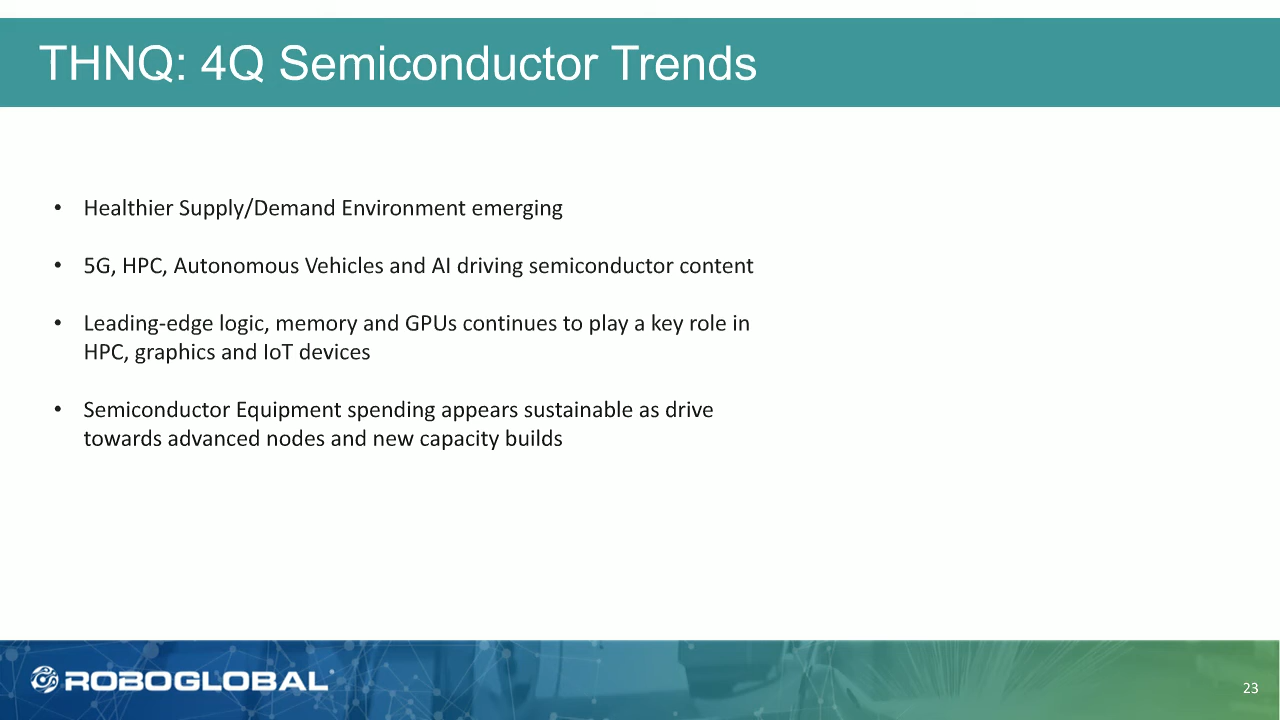 THNQ: 4Q Semiconductor Trends
• Healthier Supply/Demand Environment emerging
• 5G, HPC, Autonomous Vehicles and AI driving semiconductor content
• Leading-edge logic, memory and GPUs continues to play a key role in
HPC, graphics and IoT devices
• Semiconductor Equipment spending appears sustainable as drive
towards advanced nodes and new capacity builds
ROBOGLOBAL
23